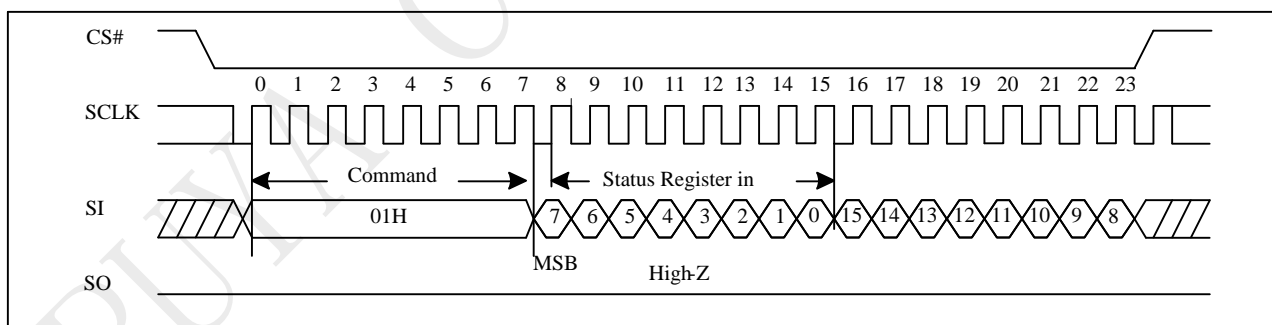 CS#
0 1 2 3 4 5 6 7 8 9 10 11 12 13 14 15 16 17 18 19 20 21 22 23
SCLK
Command Status Register in
SI 01H 7 6 5 4 3 2 1 0 15 14 13 12 11 10 9 8
MSB High-Z
SO
PUYA